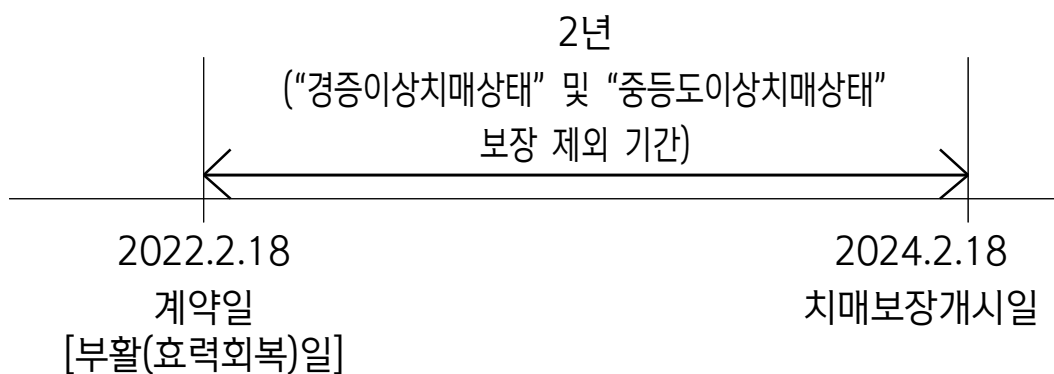 2년
(“경증이상치매상태” 및 “중등도이상치매상태”
보장 제외 기간)
2022.2.18
계약일
[부활(효력회복)일]
2024.2.18
치매보장개시일